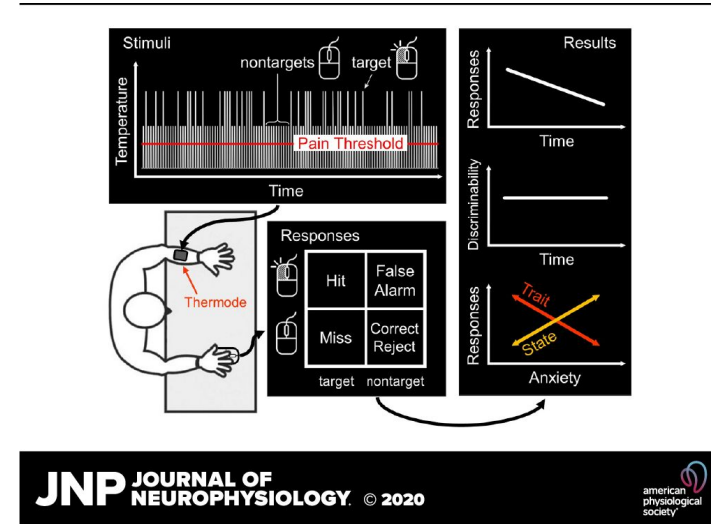 Stimuli
nontargets
target
Temperature
Pain Threshold
Time
Thermode
Responses
Hit
False
Alarm
Miss
Correct
Reject
target nontarget
Results
Responses
Time
Discriminability
Time
Responses
Trait
State
Anxiety
JNP JOURNAL OF
NEUROPHYSIOLOGY. © 2020
american
physiological
society®